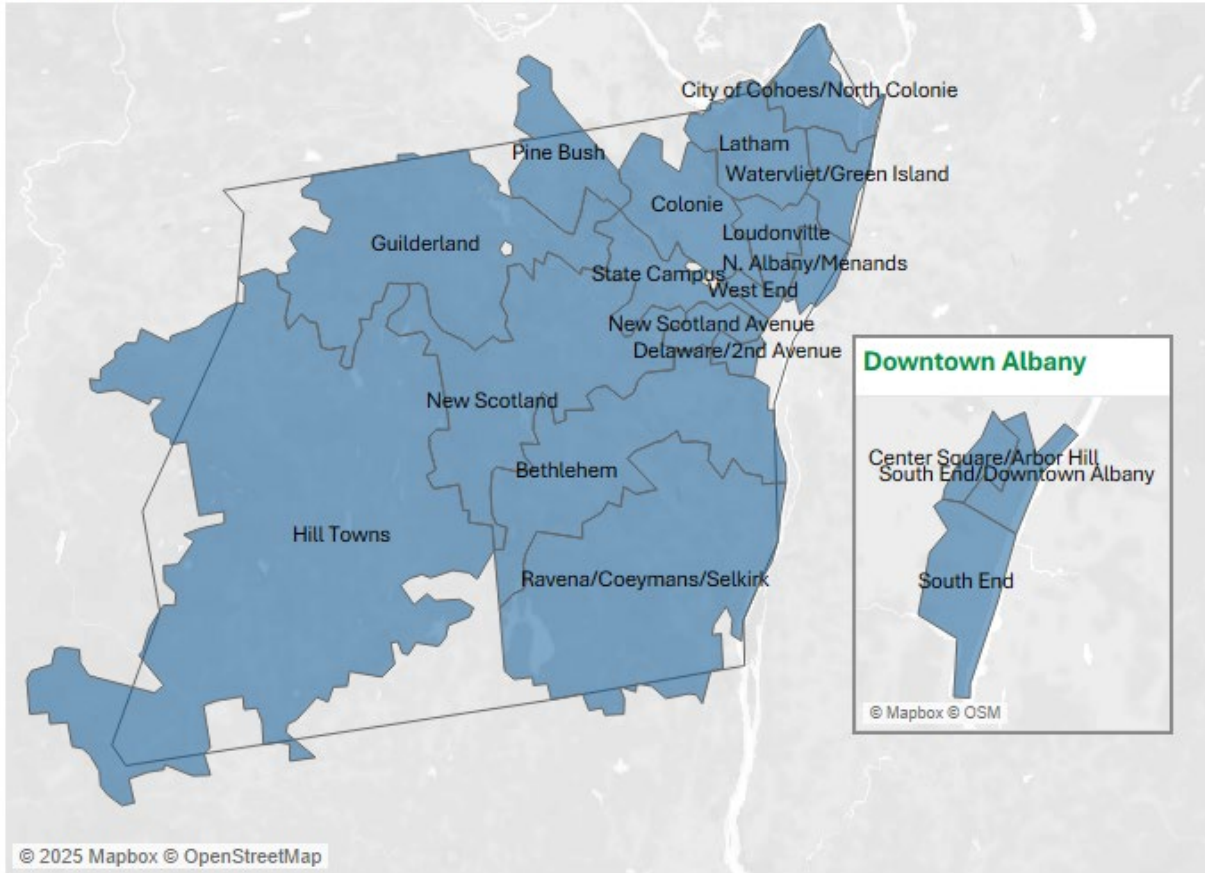 City of Cohoes/North Colonie
Latham
Pine Bush
Watervliet/Green Island
Colonie
Loudonville
Guilderland
N. Albany/Menands
State Campus
West End
New Scotland Avenue
Delaware/2nd Avenue
New Scotland
Bethlehem
Hill Towns
Ravena/Coeymans/Selkirk
Downtown Albany
Center Square/Arbor Hill
South End/Downtown Albany
South End
© Mapbox © OSM
© 2025 Mapbox © OpenStreetMap